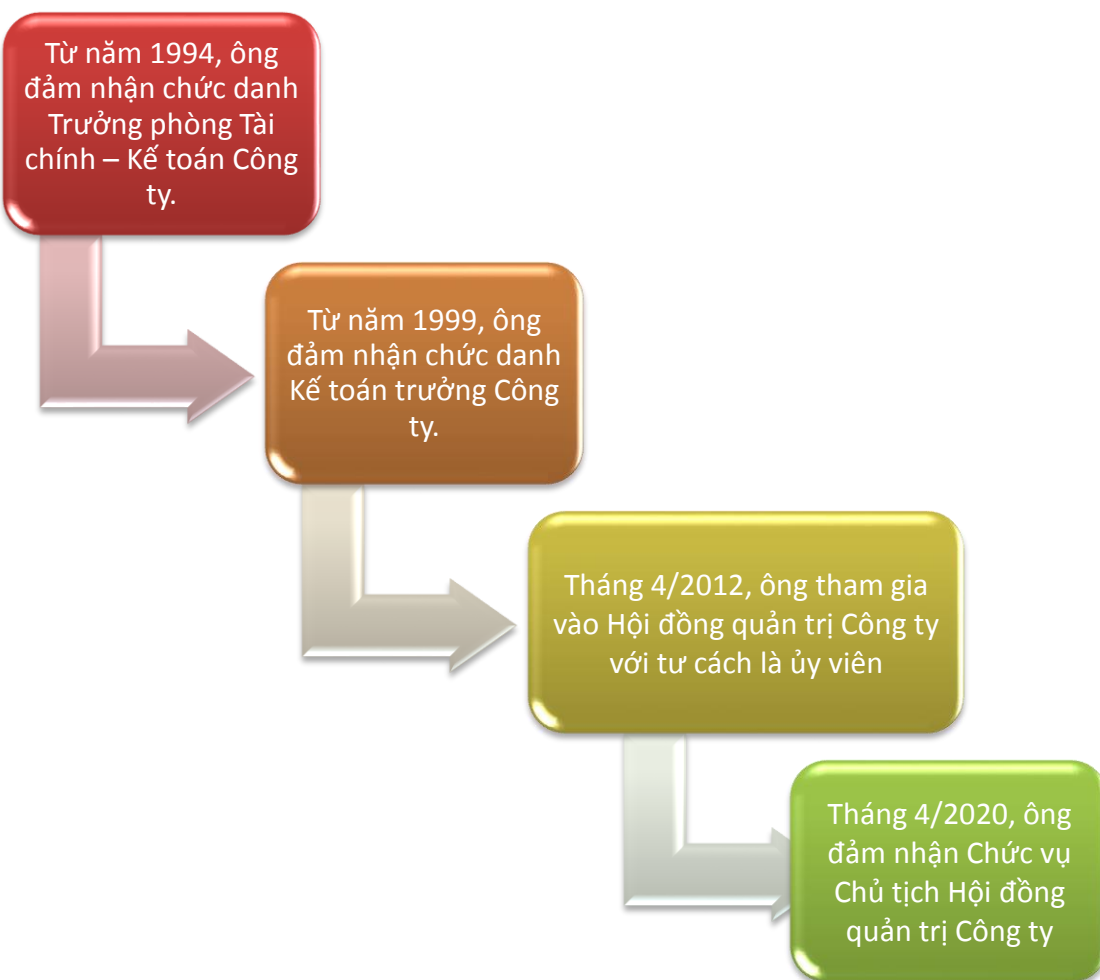 Từ năm 1994, ông
đảm nhận chức danh
Trưởng phòng Tài
chính – Kế toán Công
ty.
Từ năm 1999, ông
đảm nhận chức danh
Kế toán trưởng Công
ty.
Tháng 4/2012, ông tham gia
vào Hội đồng quản trị Công ty
với tư cách là ủy viên
Tháng 4/2020, ông
đảm nhận Chức vụ
Chủ tịch Hội đồng
quản trị Công ty